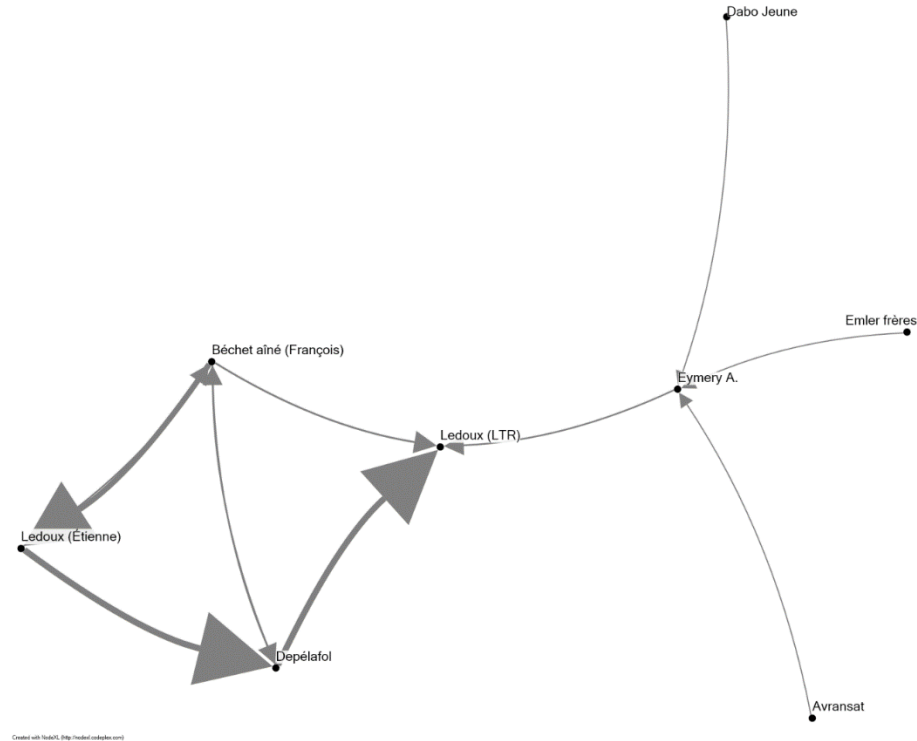 Dabo Jeune
Emler frères
Béchet aîné (François)
Eymery A.
Ledoux (LTR)
Ledoux (Étienne)
Depélafol
Avransat
Created with NodeXL (http://nodexl.codeplex.com)